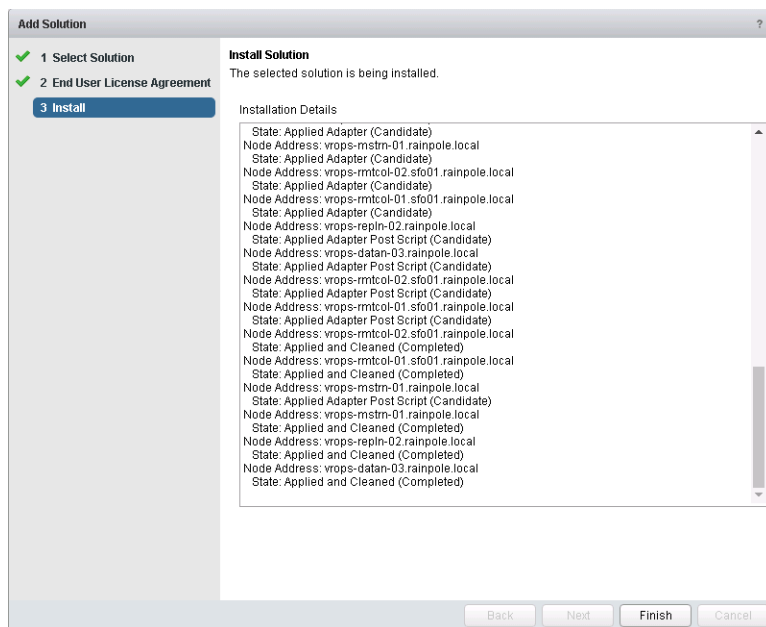 Add Solution
?
1 Select Solution
2 End User License Agreement
3 Install
Install Solution
The selected solution is being installed.
Installation Details
State: Applied Adapter (Candidate)
Node Address: vrops-mstrn-01.rainpole.local
State: Applied Adapter (Candidate)
Node Address: vrops-rmtcol-02.sfo01.rainpole.local
State: Applied Adapter (Candidate)
Node Address: vrops-rmtcol-01.sfo01.rainpole.local
State: Applied Adapter (Candidate)
Node Address: vrops-repln-02.rainpole.local
State: Applied Adapter Post Script (Candidate)
Node Address: vrops-datan-03.rainpole.local
State: Applied Adapter Post Script (Candidate)
Node Address: vrops-rmtcol-02.sfo01.rainpole.local
State: Applied Adapter Post Script (Candidate)
Node Address: vrops-rmtcol-01.sfo01.rainpole.local
State: Applied Adapter Post Script (Candidate)
Node Address: vrops-rmtcol-02.sfo01.rainpole.local
State: Applied and Cleaned (Completed)
Node Address: vrops-rmtcol-01.sfo01.rainpole.local
State: Applied and Cleaned (Completed)
Node Address: vrops-mstrn-01.rainpole.local
State: Applied Adapter Post Script (Candidate)
Node Address: vrops-mstrn-01.rainpole.local
State: Applied and Cleaned (Completed)
Node Address: vrops-repln-02.rainpole.local
State: Applied and Cleaned (Completed)
Node Address: vrops-datan-03.rainpole.local
State: Applied and Cleaned (Completed)
Back Next Finish Cancel